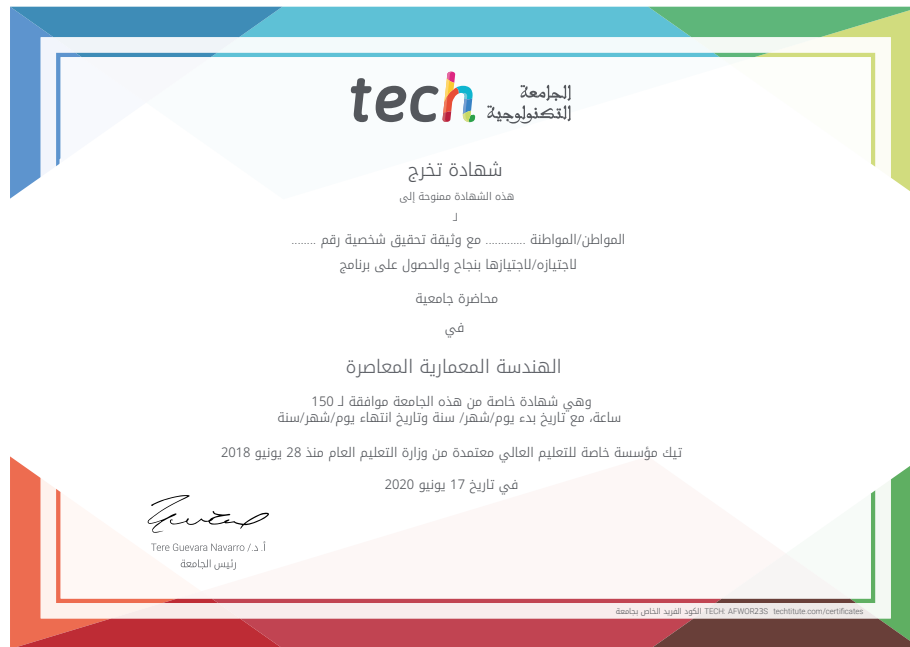 tech الجامعة
التكنولوجية
شهادة تخرج
هذه الشهادة ممنوحة إلى
لـ
المواطن/المواطنة ............ مع وثيقة تحقيق شخصية رقم ........
لاجتيازه/لاجتيازها بنجاح والحصول على برنامج
محاضرة جامعية
في
الهندسة المعمارية المعاصرة
وهي شهادة خاصة من هذه الجامعة موافقة لـ 150
ساعة، مع تاريخ بدء يوم/شهر/ سنة وتاريخ انتهاء يوم/شهر/سنة
تيك مؤسسة خاصة للتعليم العالي معتمدة من وزارة التعليم العام منذ 28 يونيو 2018
في تاريخ 17 يونيو 2020
أ.د./ Tere Guevara Navarro
رئيس الجامعة
الكود الفريد الخاص بجامعة TECH: AFWOR23S techtitute.com/certificates